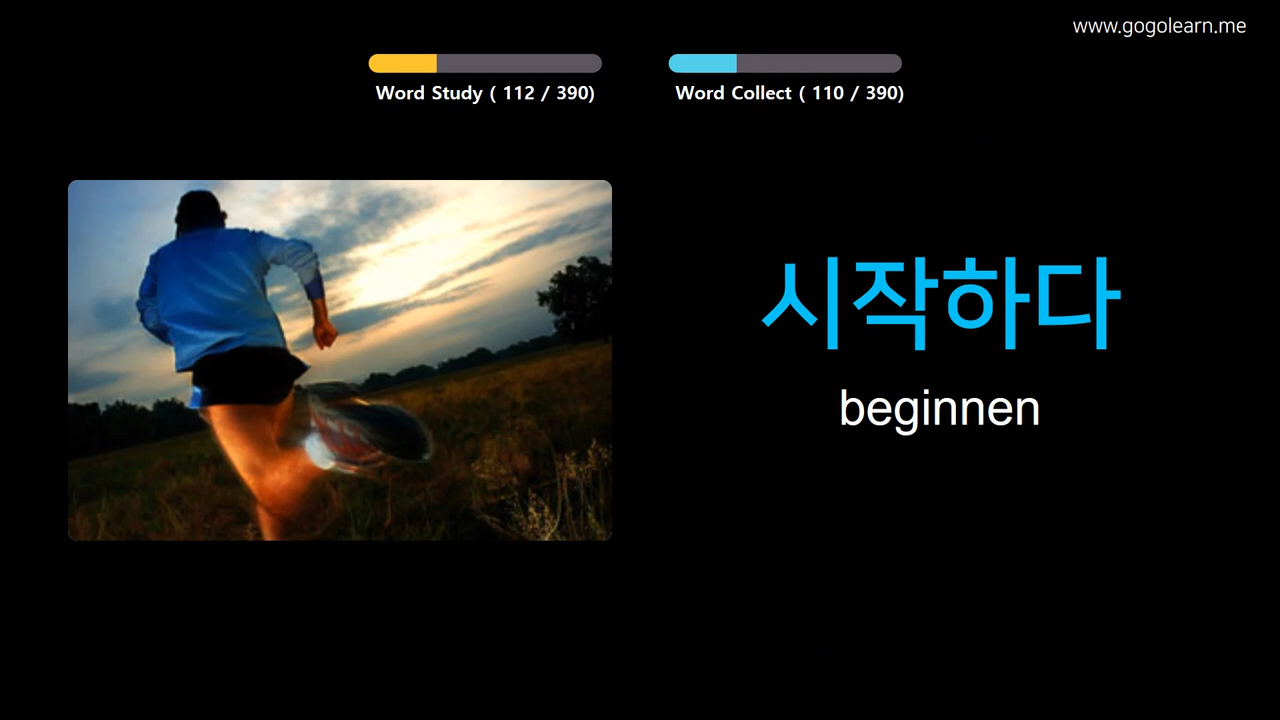 www.gogolearn.me
Word Study ( 112 / 390)
Word Collect ( 110 / 390)
시작하다
beginnen